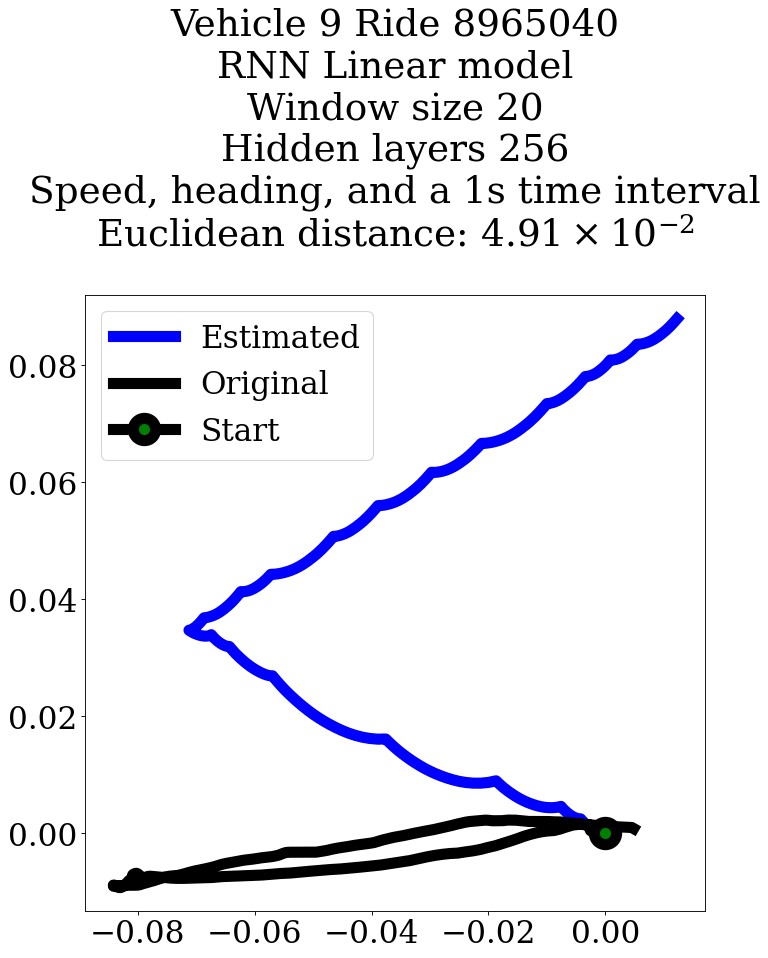 Vehicle 9 Ride 8965040
RNN Linear model
Window size 20
Hidden layers 256
Speed, heading, and a 1s time interval
Euclidean distance: 4.91 × 10⁻²
Estimated
Original
Start
0.08
0.06
0.04
0.02
0.00
−0.08 −0.06 −0.04 −0.02 0.00